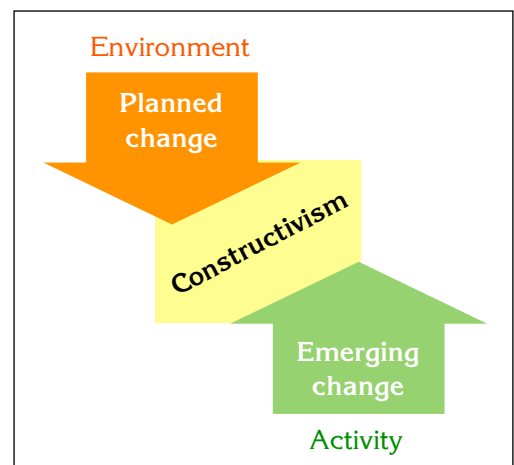 Environment
Planned
change
Constructivism
Emerging
change
Activity